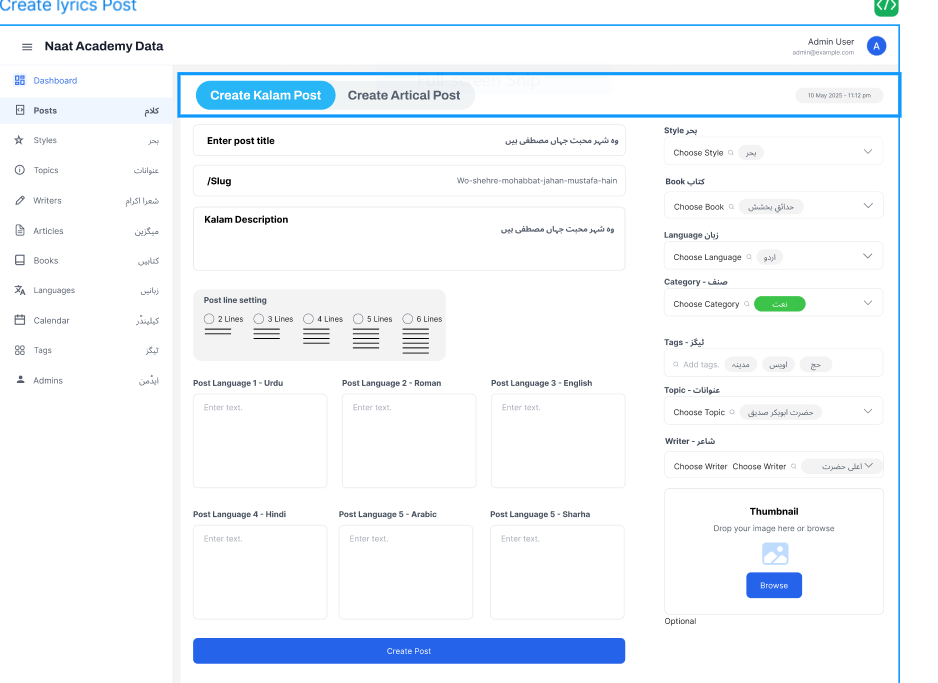 Create lyrics Post
</>
Naat Academy Data
Admin User
admin@example.com
A
Dashboard
Posts کلام
Styles بحر
Topics عنوانات
Writers شعرا اکرام
Articles میگزین
Books کتابیں
Languages زبانیں
Calendar کیلینڈر
Tags ٹیگز
Admins ایڈمن
Create Kalam Post
Create Artical Post
10 May 2025 - 11:12 pm
Enter post title وہ شہر محبت جہاں مصطفی ہیں
/Slug Wo-shehre-mohabbat-jahan-mustafa-hain
Kalam Description
وہ شہر محبت جہاں مصطفی ہیں
Post line setting
2 Lines 3 Lines 4 Lines 5 Lines 6 Lines
Post Language 1 - Urdu Post Language 2 - Roman Post Language 3 - English
Enter text. Enter text. Enter text.
Post Language 4 - Hindi Post Language 5 - Arabic Post Language 5 - Sharha
Enter text. Enter text. Enter text.
Create Post
Style بحر
Choose Style بحر
Book کتاب
Choose Book حدائق بخشش
Language زبان
Choose Language اردو
Category - صنف
Choose Category نعت
Tags - ٹیگز
Add tags. مدینہ اویس حج
Topic - عنوانات
Choose Topic حضرت ابوبکر صدیق
Writer - شاعر
Choose Writer Choose Writer اعلی حضرت
Thumbnail
Drop your image here or browse
Browse
Optional